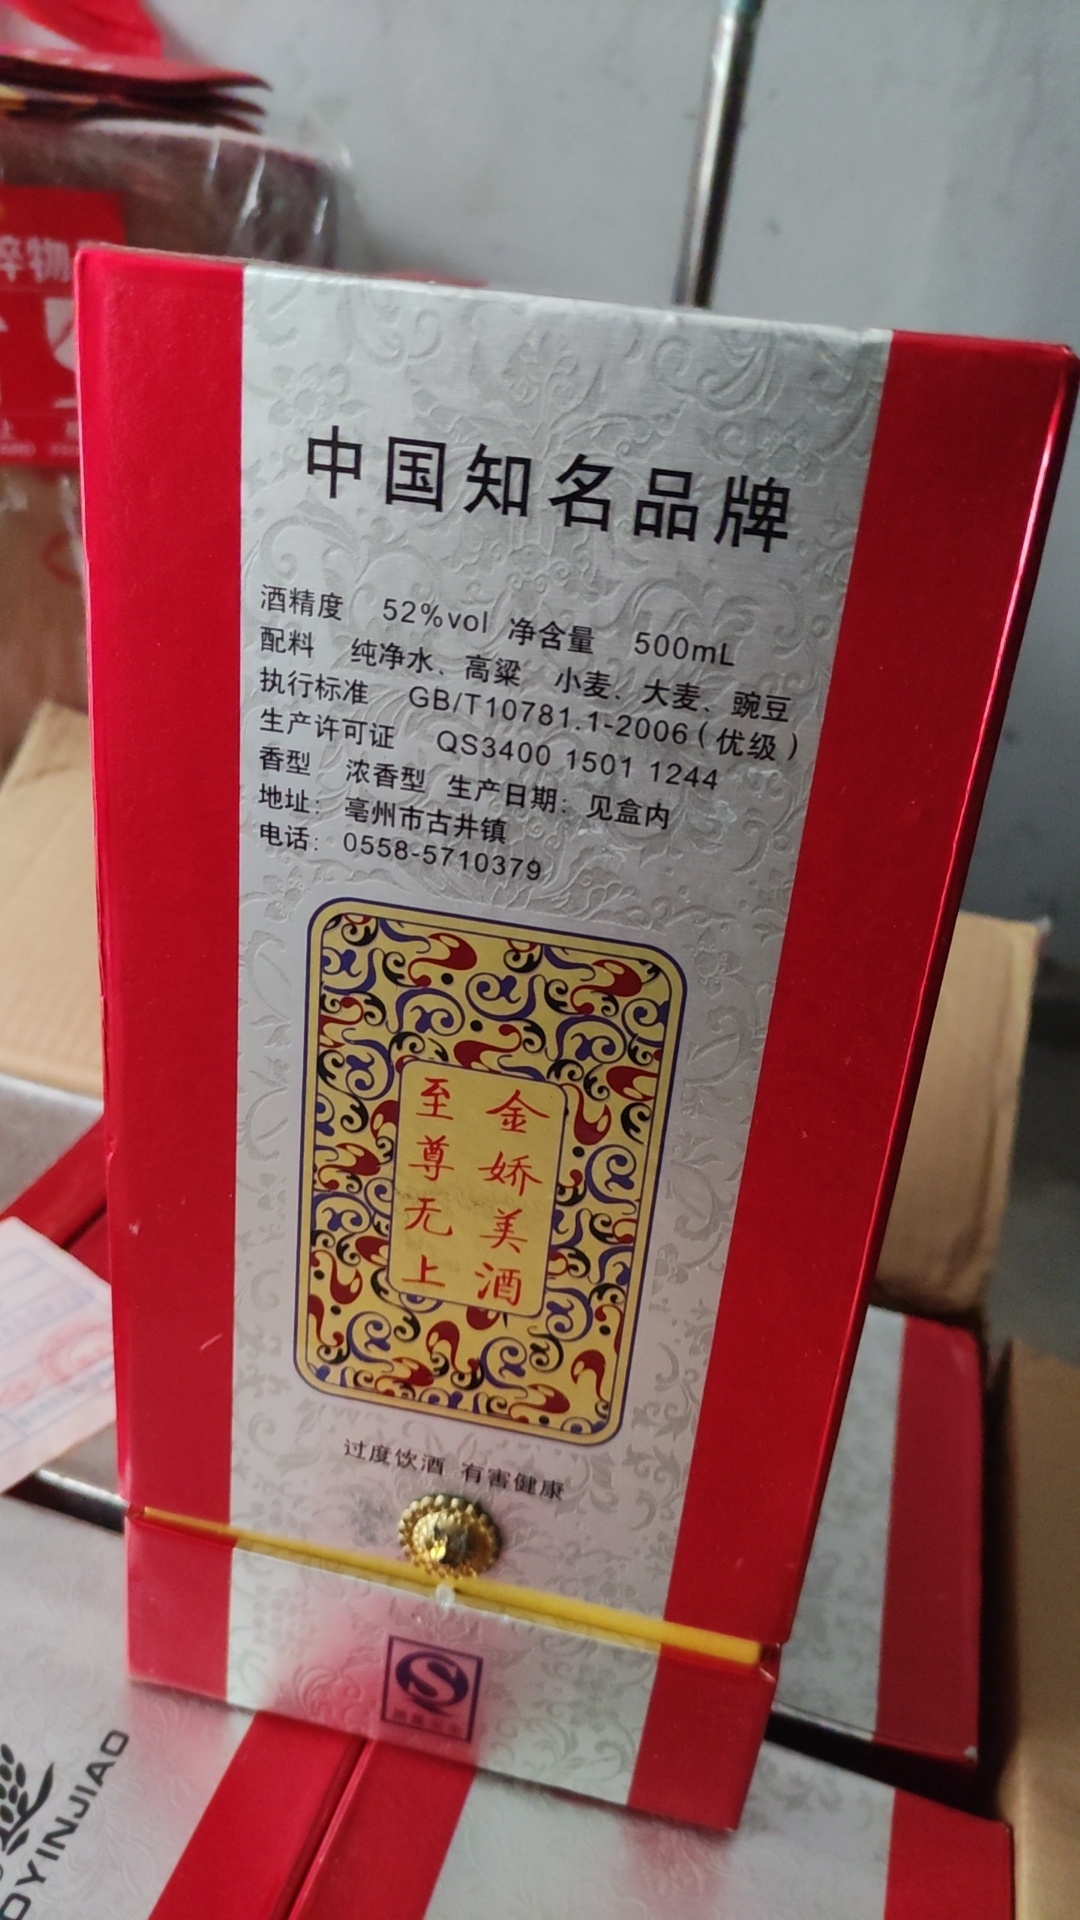 中国知名品牌
酒精度 52%vol 净含量 500mL
配料 纯净水、高粱 小麦、大麦、豌豆
执行标准 GB/T10781.1-2006(优级)
生产许可证 QS3400 1501 1244
香型 浓香型 生产日期: 见盒内
地址: 亳州市古井镇
电话: 0558-5710379
金娇美酒
至尊无上
过度饮酒 有害健康
OYINJIAO